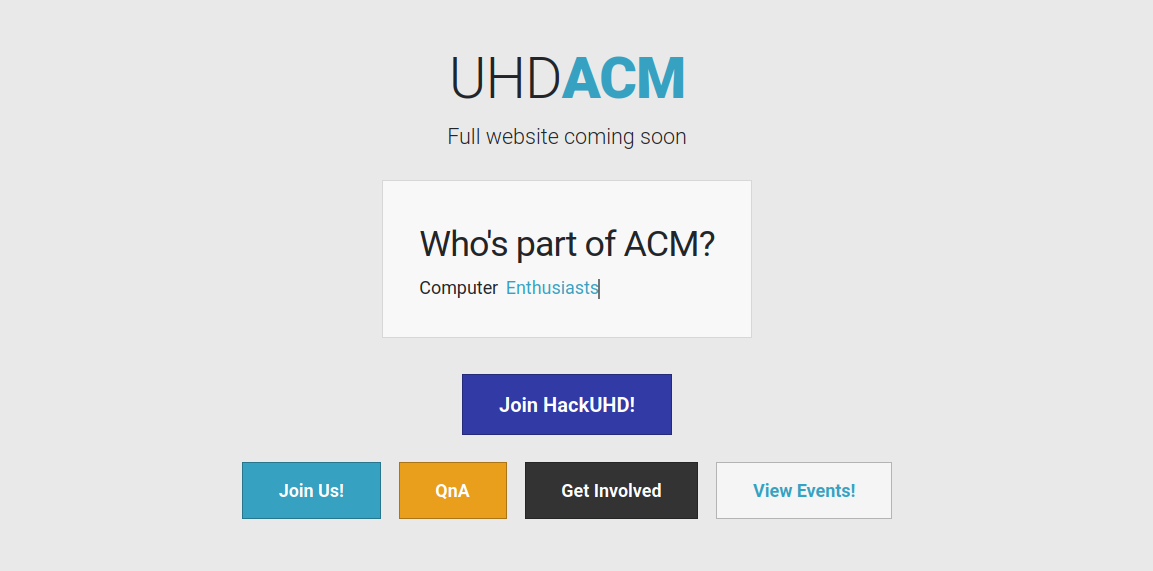 UHDACM
Full website coming soon
Who's part of ACM?
Computer Enthusiasts
Join HackUHD!
Join Us!
QnA
Get Involved
View Events!